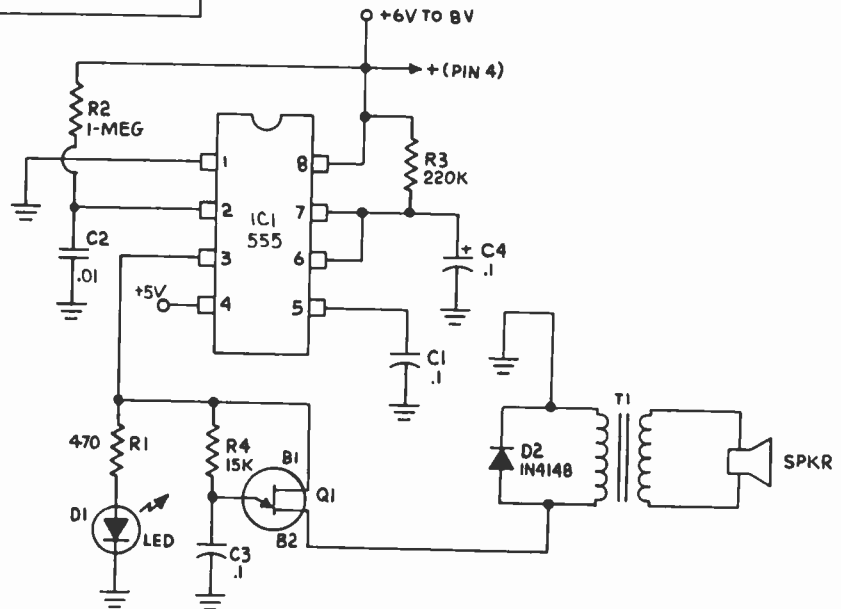 +6V TO 8V
+ (PIN 4)
R2
1-MEG
R3
220K
1
8
2
7
IC1
555
3
6
4
5
+5V
C2
.01
+ C4
.1
C1
.1
T1
470
R1
R4
15K
B1
Q1
B2
D2
1N4148
SPKR
D1
LED
C3
.1